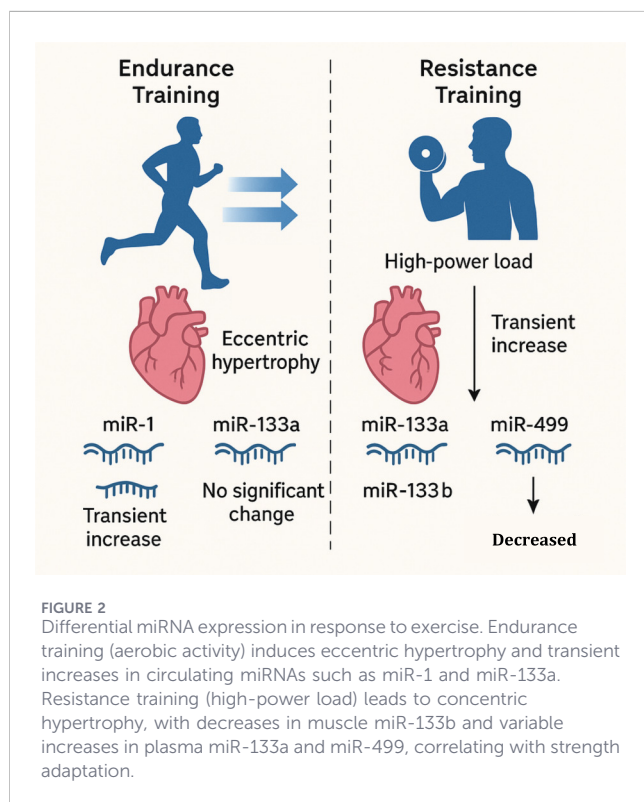 Endurance
Training
Resistance
Training
High-power load
Eccentric
hypertrophy
Transient
increase
miR-1
miR-133a
Transient
increase
No significant
change
miR-133a
miR-499
miR-133b
Decreased
FIGURE 2
Differential miRNA expression in response to exercise. Endurance
training (aerobic activity) induces eccentric hypertrophy and transient
increases in circulating miRNAs such as miR-1 and miR-133a.
Resistance training (high-power load) leads to concentric
hypertrophy, with decreases in muscle miR-133b and variable
increases in plasma miR-133a and miR-499, correlating with strength
adaptation.